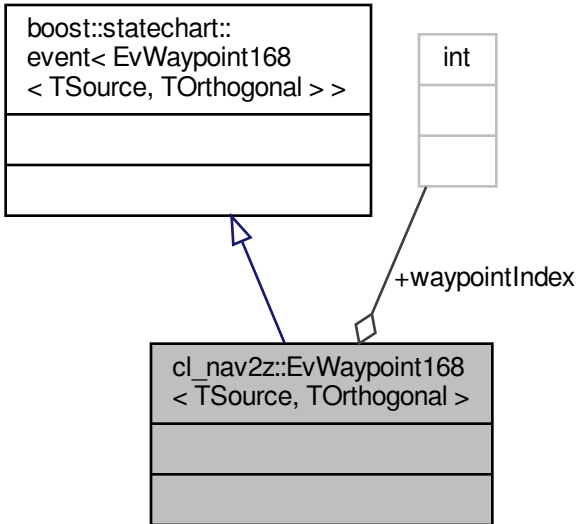 boost::statechart::
event< EvWaypoint168
< TSource, TOrthogonal > >
int
+waypointIndex
cl_nav2z::EvWaypoint168
< TSource, TOrthogonal >